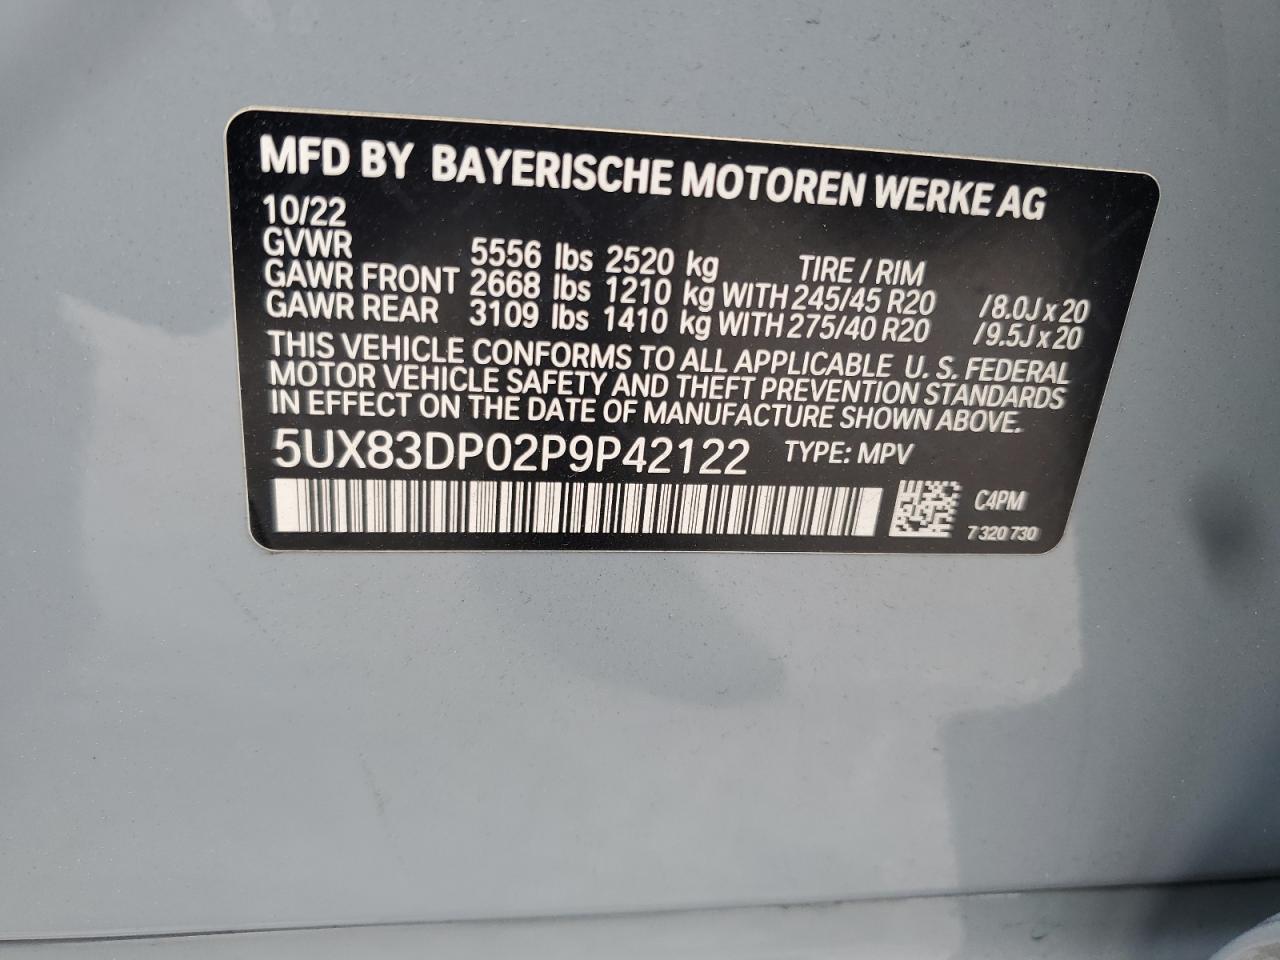 MFD BY BAYERISCHE MOTOREN WERKE AG
10/22
GVWR 5556 lbs 2520 kg TIRE / RIM
GAWR FRONT 2668 lbs 1210 kg WITH 245/45 R20 /8.0J x 20
GAWR REAR 3109 lbs 1410 kg WITH 275/40 R20 /9.5J x 20
THIS VEHICLE CONFORMS TO ALL APPLICABLE U. S. FEDERAL
MOTOR VEHICLE SAFETY AND THEFT PREVENTION STANDARDS
IN EFFECT ON THE DATE OF MANUFACTURE SHOWN ABOVE.
5UX83DP02P9P42122 TYPE: MPV
C4PM
7 320 730